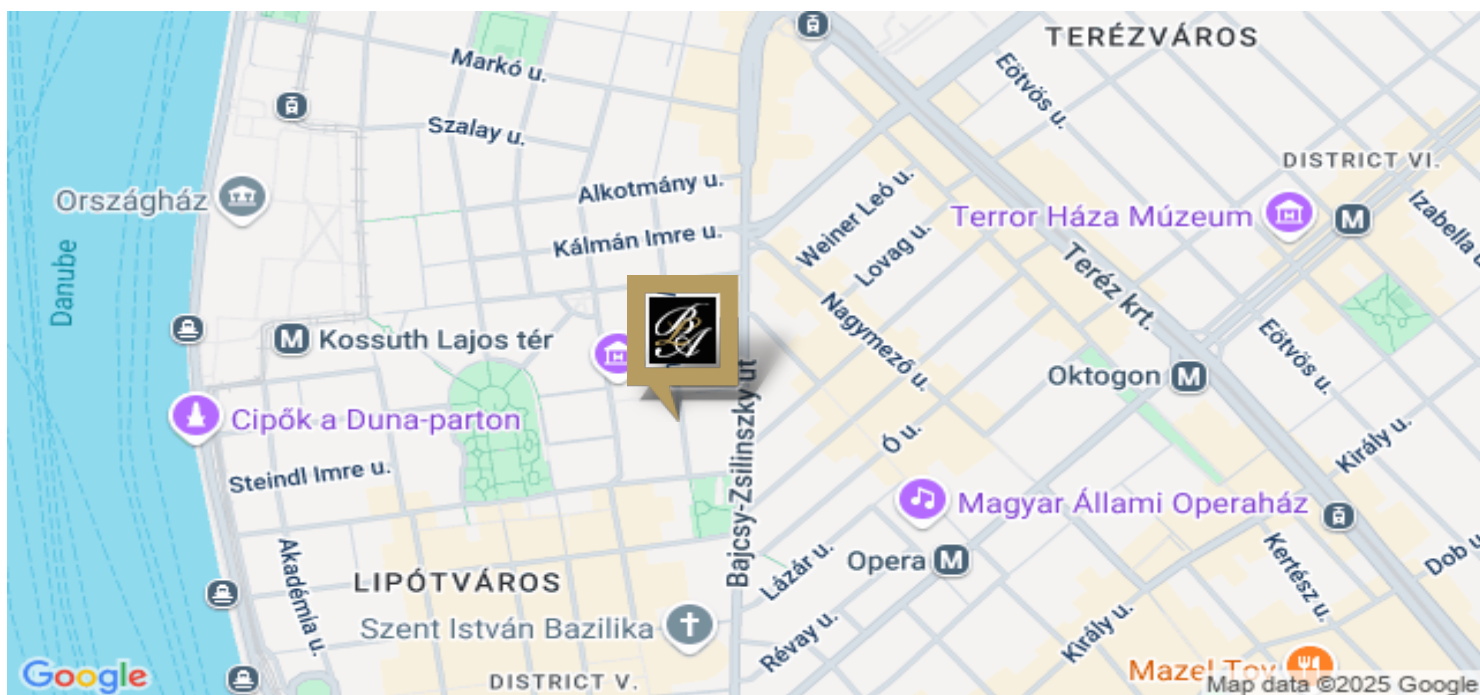 TERÉZVÁROS
Markó u.
Eötvös u.
Szalay u.
DISTRICT VI.
Alkotmány u.
Országház
Weiner Leó u.
Izabella u
Terror Háza Múzeum
Kálmán Imre u.
Lovag u.
Danube
Teréz krt.
BLA
Nagymező u.
M Kossuth Lajos tér
Eötvös u.
Oktogon M
M
Cipők a Duna-parton
Ó u.
Király u.
Steindl Imre u.
Bajcsy-Zsilinszky út
Magyar Állami Operaház
Akadémia u.
Lázár u.
Opera M
Kertész u.
Dob u
LIPÓTVÁROS
Szent István Bazilika
Révay u.
Király u.
Mazel Tov
Google
DISTRICT V.
Map data ©2025 Google